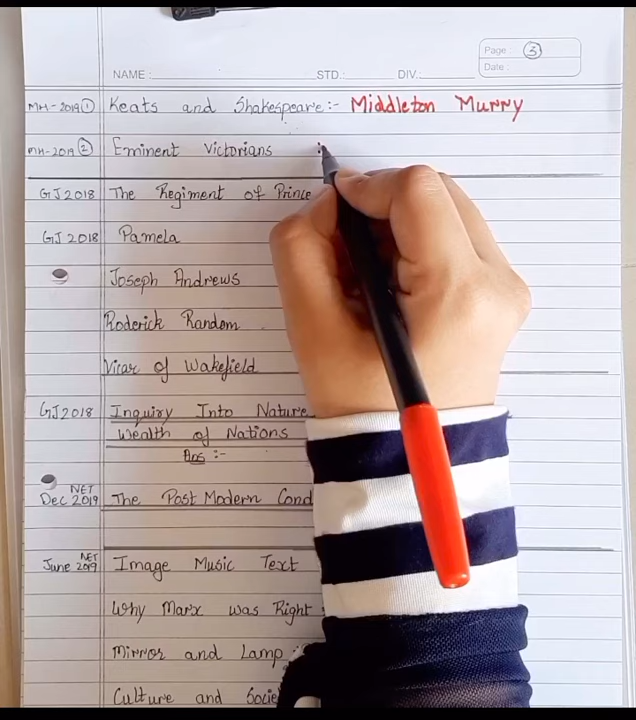 Page 3
Date :
NAME : STD.: DIV.:
MH-2019 1 Keats and Shakespeare:- Middleton Murry
MH-2019 2 Eminent Victorians :
GJ 2018 The Regiment of Prince
GJ 2018 Pamela
Joseph Andrews
Roderick Random
Vicar of Wakefield
GJ 2018 Inquiry Into Nature
Wealth of Nations
Ans :-
NET
Dec 2019 The Post Modern Cond
NET
June 2019 Image Music Text
Why Marx was Right
Mirror and Lamp :
Culture and Socie